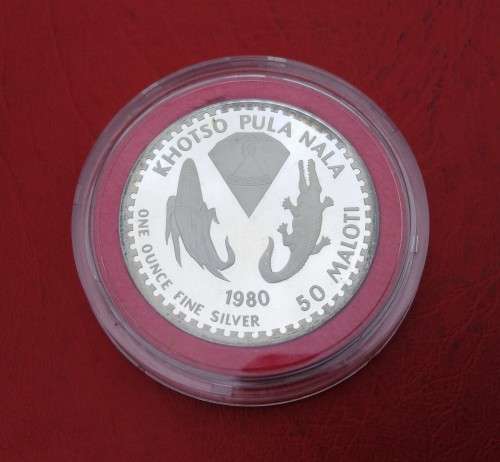 KHOTSO PULA NALA
ONE OUNCE FINE SILVER
1980
50 MALOTI